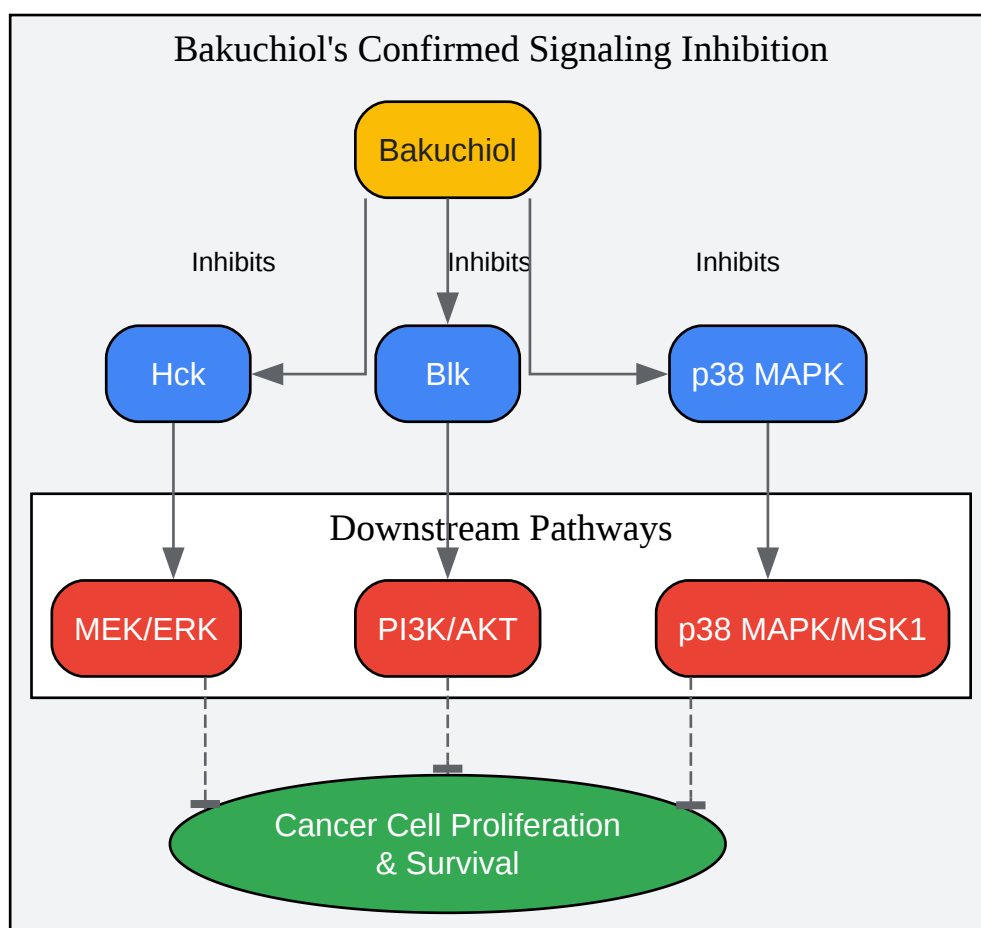 Bakuchiol's Confirmed Signaling Inhibition
Bakuchiol
Inhibits
Inhibits
Inhibits
Hck
Blk
p38 MAPK
Downstream Pathways
MEK/ERK
PI3K/AKT
p38 MAPK/MSK1
Cancer Cell Proliferation
& Survival